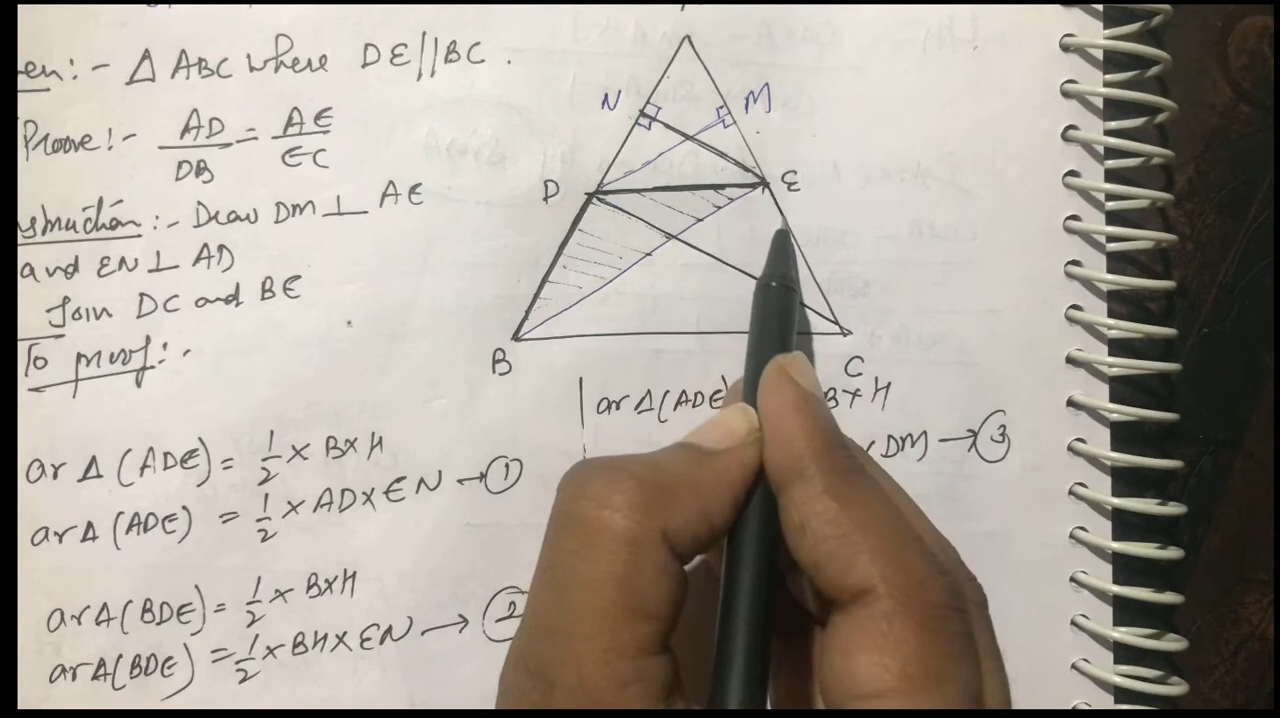 en:- Δ ABC where DE||BC.
Proove:- AD/DB = AE/EC
struction:- Draw DM ⊥ AE
and EN ⊥ AD
Join DC and BE
To proof:-
N
M
D
E
B
C
ar Δ (ADE) = 1/2 × B×H
ar Δ (ADE) = 1/2 × AD × EN → ①
ar Δ (BDE) = 1/2 × B×H
ar Δ (BDE) = 1/2 × BH × EN → ②
ar Δ (ADE) B×H
× DM → ③